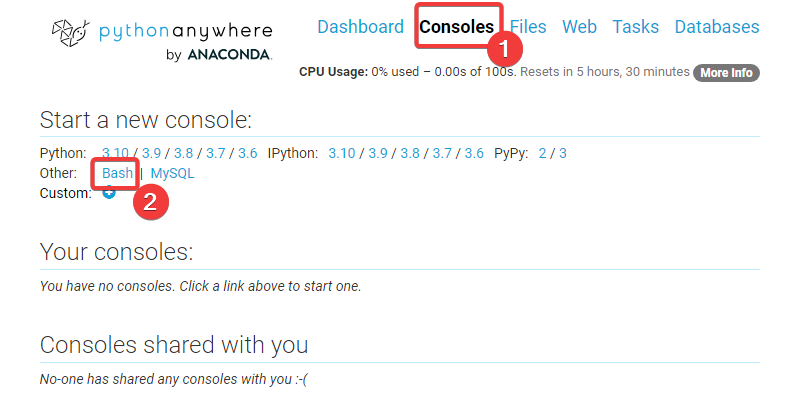 pythonanywhere
by ANACONDA.
Dashboard Consoles Files Web Tasks Databases
1
CPU Usage: 0% used – 0.00s of 100s. Resets in 5 hours, 30 minutes More Info
Start a new console:
Python: 3.10 / 3.9 / 3.8 / 3.7 / 3.6 IPython: 3.10 / 3.9 / 3.8 / 3.7 / 3.6 PyPy: 2 / 3
Other: Bash | MySQL
Custom:
2
Your consoles:
You have no consoles. Click a link above to start one.
Consoles shared with you
No-one has shared any consoles with you :-(